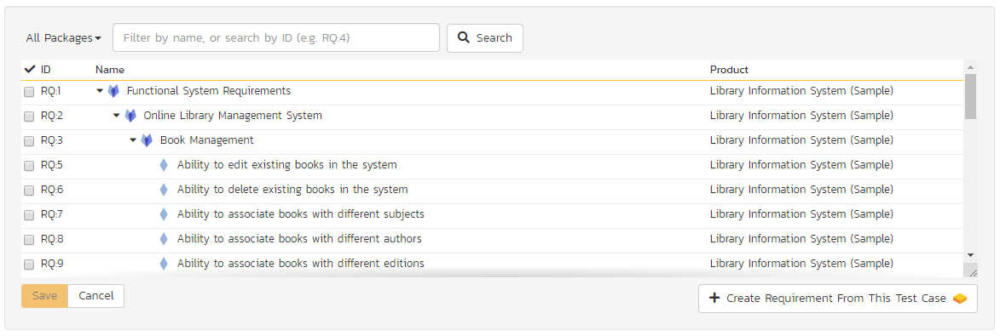 All Packages Filter by name, or search by ID (e.g. RQ:4) Search
ID Name Product
RQ:1 Functional System Requirements Library Information System (Sample)
RQ:2 Online Library Management System Library Information System (Sample)
RQ:3 Book Management Library Information System (Sample)
RQ:5 Ability to edit existing books in the system Library Information System (Sample)
RQ:6 Ability to delete existing books in the system Library Information System (Sample)
RQ:7 Ability to associate books with different subjects Library Information System (Sample)
RQ:8 Ability to associate books with different authors Library Information System (Sample)
RQ:9 Ability to associate books with different editions Library Information System (Sample)
Save Cancel Create Requirement From This Test Case